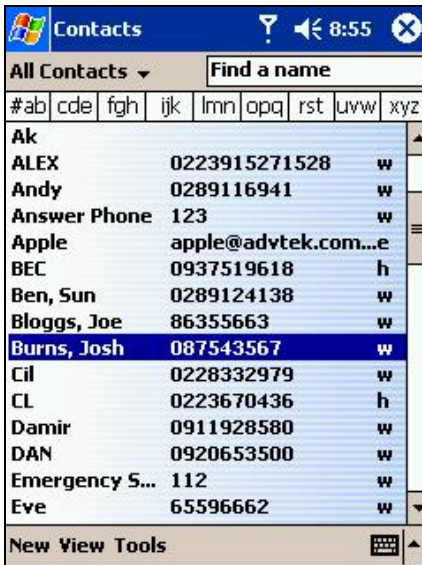 Contacts 8:55
All Contacts Find a name
#ab cde fgh ijk lmn opq rst uvw xyz
Ak
ALEX 02239152​71528 w
Andy 0289116941 w
Answer Phone 123 w
Apple apple@advtek.com...e
BEC 0937519618 h
Ben, Sun 0289124138 w
Bloggs, Joe 86355663 w
Burns, Josh 087543567 w
Cil 0228332979 w
CL 0223670436 h
Damir 0911928580 w
DAN 0920653500 w
Emergency S... 112 w
Eve 65596662 w
New View Tools